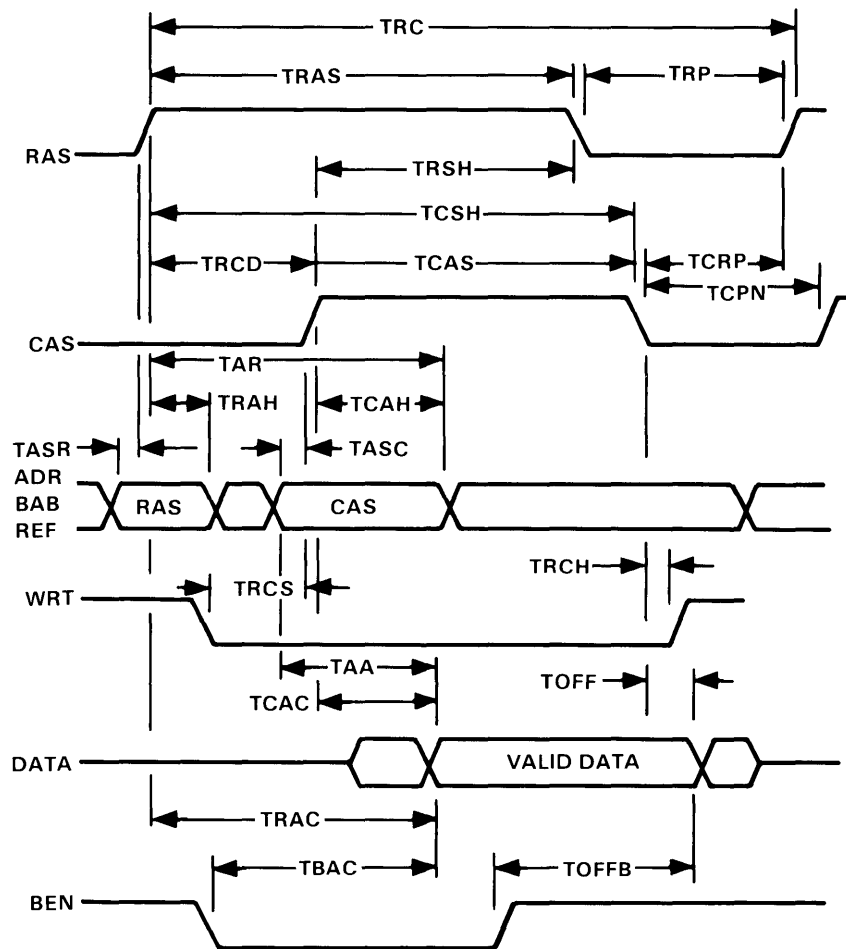 TRC
TRAS
TRP
RAS
TRSH
TCSH
TRCD
TCAS
TCRP
TCPN
CAS
TAR
TRAH
TCAH
TASR
TASC
ADR
BAB
RAS
CAS
REF
TRCH
TRCS
WRT
TAA
TOFF
TCAC
DATA
VALID DATA
TRAC
TBAC
TOFFB
BEN